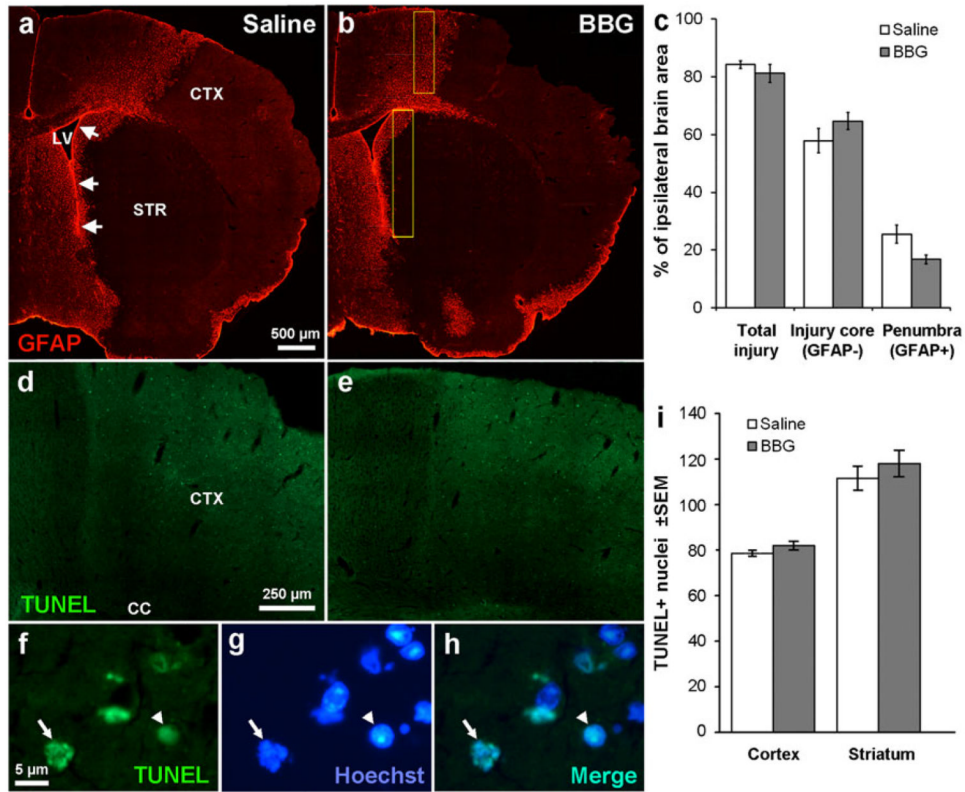 a Saline
CTX
LV
STR
GFAP
500 µm
b BBG
c
% of ipsilateral brain area
100
80
60
40
20
0
Saline
BBG
Total injury
Injury core (GFAP-)
Penumbra (GFAP+)
d
CTX
TUNEL
CC
250 µm
e
f
5 µm
TUNEL
g
Hoechst
h
Merge
i
TUNEL+ nuclei ±SEM
140
120
100
80
60
40
20
0
Saline
BBG
Cortex
Striatum